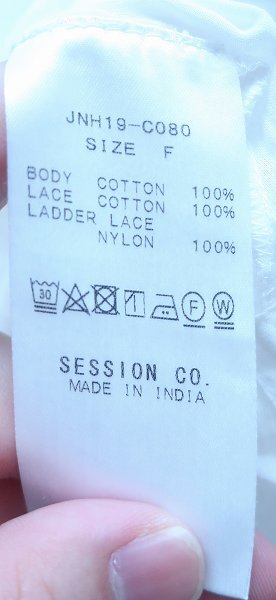 JNH19-C080
SIZE F
BODY COTTON 100%
LACE COTTON 100%
LADDER LACE
NYLON 100%
30 F W
SESSION CO.
MADE IN INDIA